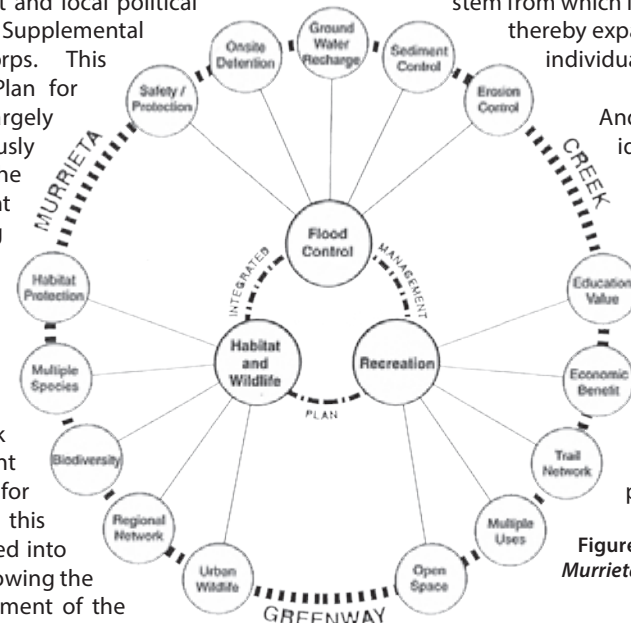 t and local political
Supplemental
orps. This
Plan for
argely
ously
he
nt
g
k
nt
for
this
ed into
owing the
ment of the
stem from which i
thereby expa
individua
And
ic
p
Figure
Murriet
MURRIETA
CREEK
GREENWAY
Safety /
Protection
Onsite
Detention
Ground
Water
Recharge
Sediment
Control
Erosion
Control
Flood
Control
INTEGRATED
MANAGEMENT
PLAN
Habitat
and
Wildlife
Recreation
Habitat
Protection
Multiple
Species
Biodiversity
Regional
Network
Urban
Wildlife
Education
Value
Economic
Benefit
Trail
Network
Multiple
Uses
Open
Space